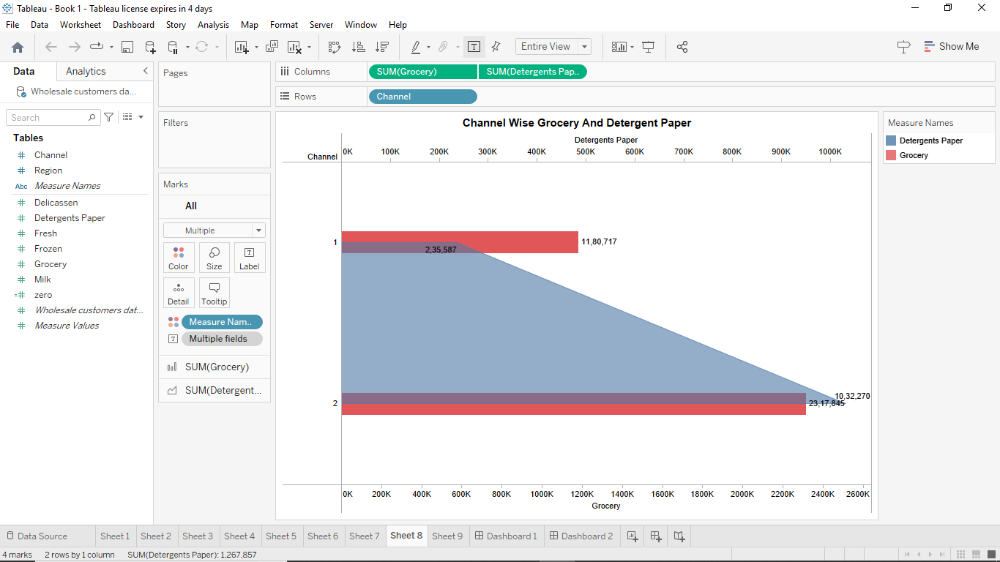 Tableau - Book 1 - Tableau license expires in 4 days
File Data Worksheet Dashboard Story Analysis Map Format Server Window Help
Entire View
Show Me
Data Analytics
Wholesale customers da...
Search
Tables
Channel
Region
Abc Measure Names
Delicassen
Detergents Paper
Fresh
Frozen
Grocery
Milk
zero
Wholesale customers dat...
Measure Values
Pages
Filters
Marks
All
Multiple
Color Size Label
Detail Tooltip
Measure Nam..
Multiple fields
SUM(Grocery)
SUM(Detergent...
Columns SUM(Grocery) SUM(Detergents Pap..
Rows Channel
Channel Wise Grocery And Detergent Paper
Detergents Paper
Channel 0K 100K 200K 300K 400K 500K 600K 700K 800K 900K 1000K
1 11,80,717
2,35,587
10,32,270
2 23,17,845
0K 200K 400K 600K 800K 1000K 1200K 1400K 1600K 1800K 2000K 2200K 2400K 2600K
Grocery
Measure Names
Detergents Paper
Grocery
Data Source Sheet 1 Sheet 2 Sheet 3 Sheet 4 Sheet 5 Sheet 6 Sheet 7 Sheet 8 Sheet 9 Dashboard 1 Dashboard 2
4 marks 2 rows by 1 column SUM(Detergents Paper): 1,267,857